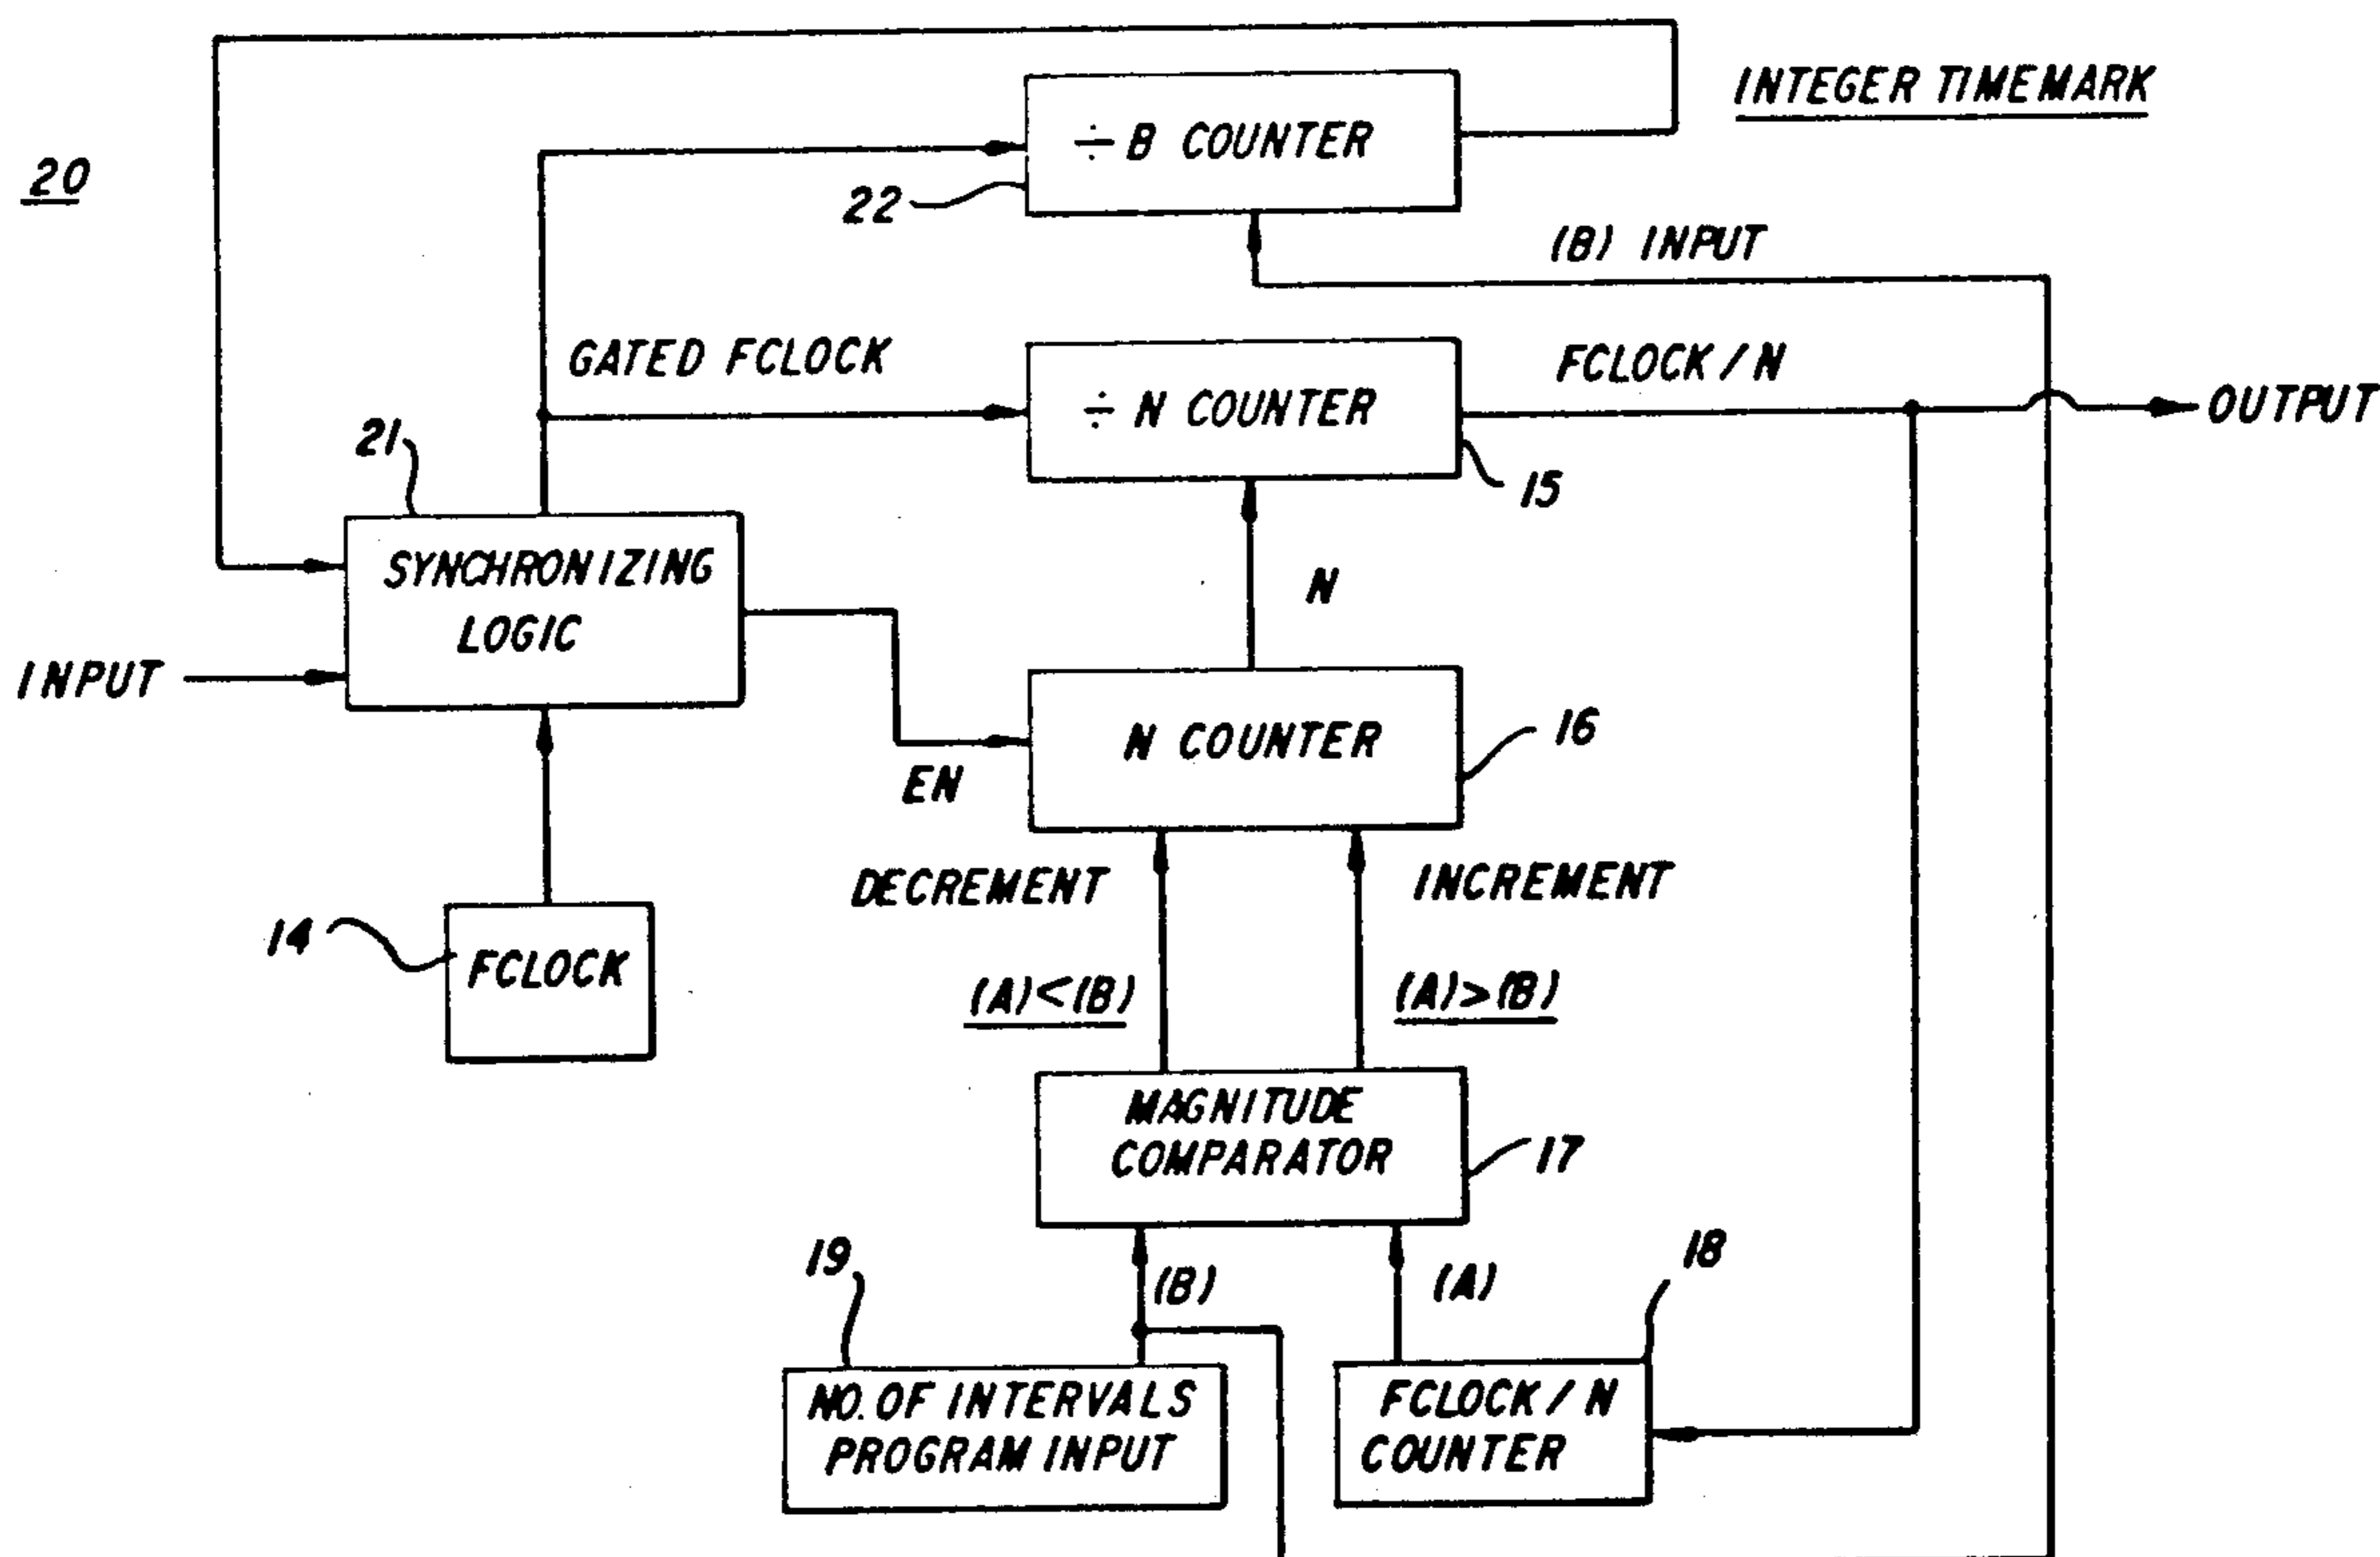 INTEGER TIMEMARK
20
÷ B COUNTER
22
(B) INPUT
GATED FCLOCK
FCLOCK / N
÷ N COUNTER
OUTPUT
21
15
SYNCHRONIZING
LOGIC
N
INPUT
N COUNTER
16
EN
DECREMENT
INCREMENT
14
FCLOCK
(A)<(B)
(A)>(B)
MAGNITUDE
COMPARATOR
17
19
(B)
(A)
18
NO. OF INTERVALS
PROGRAM INPUT
FCLOCK / N
COUNTER